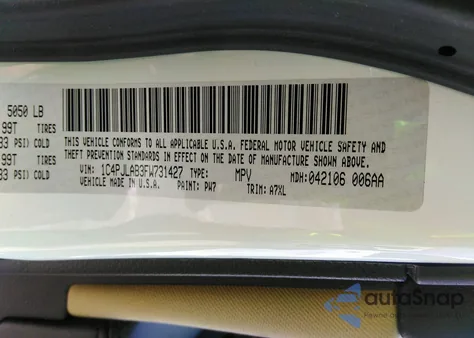 5050 LB
99T TIRES
33 PSI) COLD
99T TIRES
33 PSI) COLD
THIS VEHICLE CONFORMS TO ALL APPLICABLE U.S.A. FEDERAL MOTOR VEHICLE SAFETY AND
THEFT PREVENTION STANDARDS IN EFFECT ON THE DATE OF MANUFACTURE SHOWN ABOVE.
VIN: 1C4PJLAB3FW731427 TYPE: MPV MDH: 042106 006AA
MADE IN U.S.A. PAINT: PW7 TRIM: A7XL
autoSnap